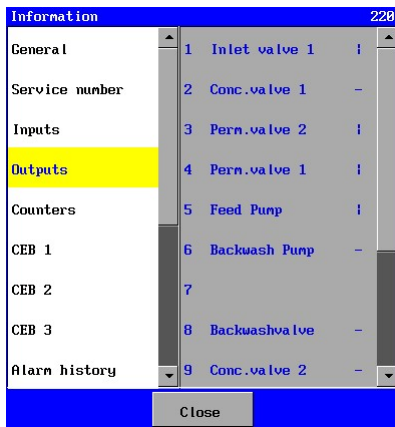 Information 220
General
Service number
Inputs
Outputs
Counters
CEB 1
CEB 2
CEB 3
Alarm history
1 Inlet valve 1 ¦
2 Conc.valve 1 -
3 Perm.valve 2 ¦
4 Perm.valve 1 ¦
5 Feed Pump ¦
6 Backwash Pump -
7
8 Backwashvalve -
9 Conc.valve 2 -
Close